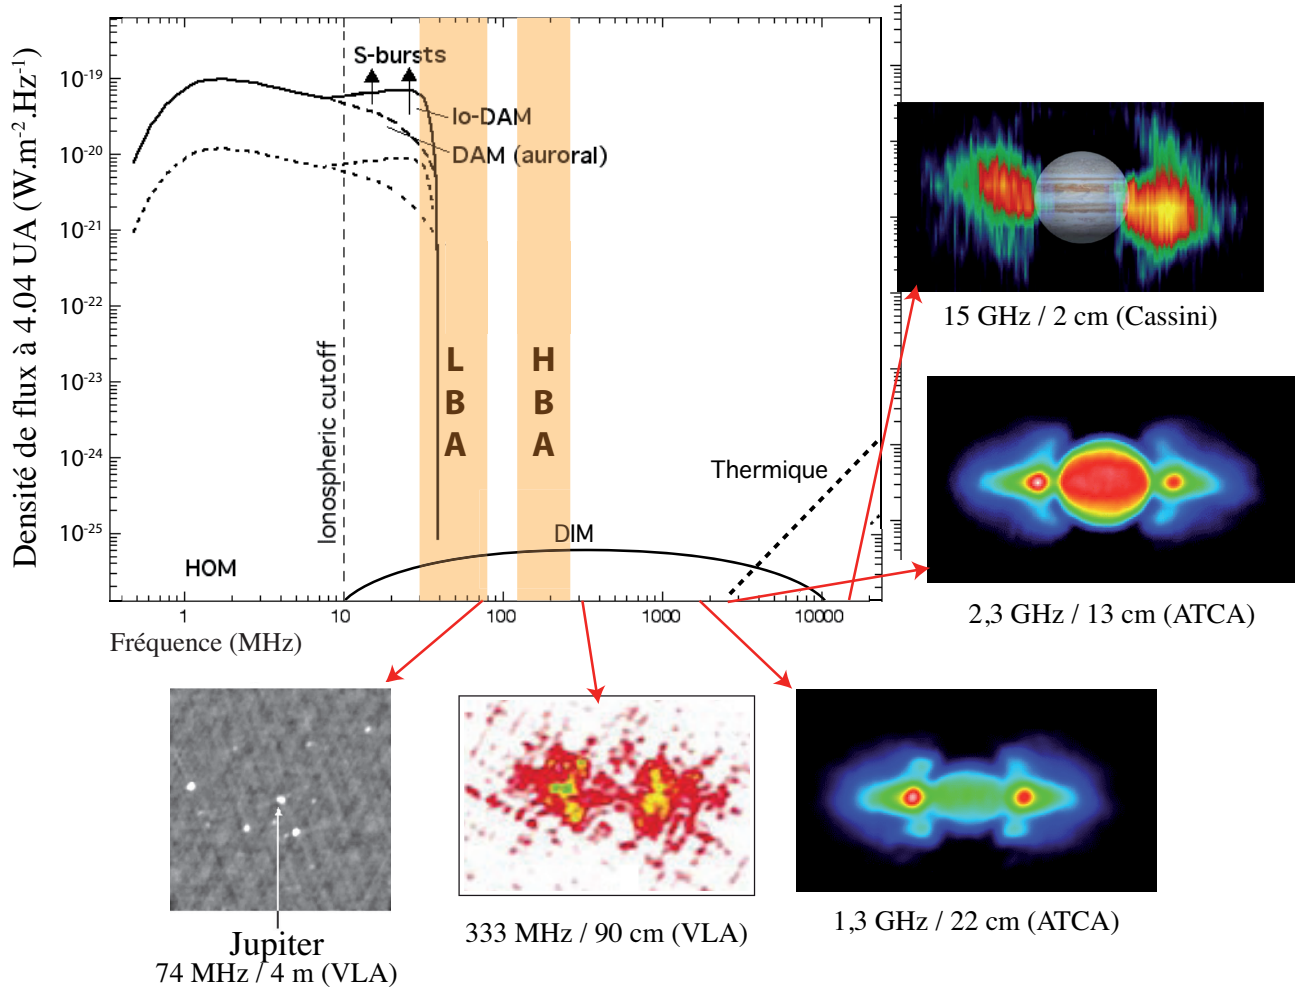 Densité de flux à 4.04 UA (W.m-2.Hz-1)
10-19
10-20
10-21
10-22
10-23
10-24
10-25
S-bursts
Io-DAM
DAM (auroral)
Ionospheric cutoff
L
B
A
H
B
A
Thermique
DIM
HOM
1
10
100
1000
10000
Fréquence (MHz)
15 GHz / 2 cm (Cassini)
2,3 GHz / 13 cm (ATCA)
1,3 GHz / 22 cm (ATCA)
333 MHz / 90 cm (VLA)
Jupiter
74 MHz / 4 m (VLA)